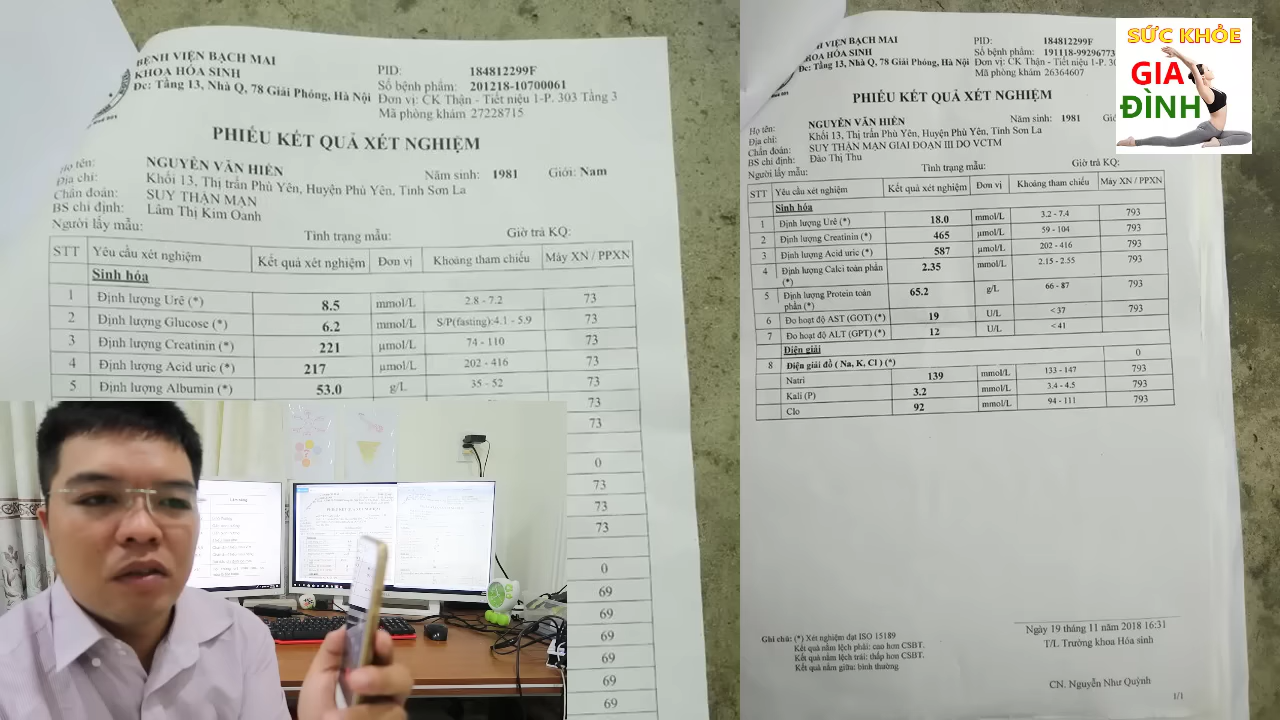 BỆNH VIỆN BẠCH MAI
KHOA HÓA SINH
Đc: Tầng 13, Nhà Q, 78 Giải Phóng, Hà Nội
PID: 184812299F
Số bệnh phẩm: 201218-10700061
Đơn vị: CK Thận - Tiết niệu 1-P. 303 Tầng 3
Mã phòng khám 27228715
PHIẾU KẾT QUẢ XÉT NGHIỆM
Họ tên: NGUYỄN VĂN HIỂN Năm sinh: 1981 Giới: Nam
Địa chỉ: Khối 13, Thị trấn Phù Yên, Huyện Phù Yên, Tỉnh Sơn La
Chẩn đoán: SUY THẬN MẠN
BS chỉ định: Lâm Thị Kim Oanh
Người lấy mẫu: Tình trạng mẫu: Giờ trả KQ:
STT Yêu cầu xét nghiệm Kết quả xét nghiệm Đơn vị Khoảng tham chiếu Máy XN / PPXN
Sinh hóa
1 Định lượng Urê (*) 8.5 mmol/L 2.8 - 7.2 73
2 Định lượng Glucose (*) 6.2 mmol/L S/P(fasting):4.1 - 5.9 73
3 Định lượng Creatinin (*) 221 µmol/L 74 - 110 73
4 Định lượng Acid uric (*) 217 µmol/L 202 - 416 73
5 Định lượng Albumin (*) 53.0 g/L 35 - 52 73
73
73
0
73
73
73
0
69
69
69
69
69
69
BỆNH VIỆN BẠCH MAI
KHOA HÓA SINH
Đc: Tầng 13, Nhà Q, 78 Giải Phóng, Hà Nội
PID: 184812299F
Số bệnh phẩm: 191118-99296773
Đơn vị: CK Thận - Tiết niệu 1-P. 30
Mã phòng khám 26364607
SỨC KHỎE
GIA
ĐÌNH
PHIẾU KẾT QUẢ XÉT NGHIỆM
Họ tên: NGUYỄN VĂN HIỂN Năm sinh: 1981
Địa chỉ: Khối 13, Thị trấn Phù Yên, Huyện Phù Yên, Tỉnh Sơn La
Chẩn đoán: SUY THẬN MẠN GIAI ĐOẠN III DO VCTM
BS chỉ định: Đào Thị Thu
Người lấy mẫu: Tình trạng mẫu: Giờ trả KQ:
STT Yêu cầu xét nghiệm Kết quả xét nghiệm Đơn vị Khoảng tham chiếu Máy XN / PPXN
Sinh hóa
1 Định lượng Urê (*) 18.0 mmol/L 3.2 - 7.4 793
2 Định lượng Creatinin (*) 465 µmol/L 59 - 104 793
3 Định lượng Acid uric (*) 587 µmol/L 202 - 416 793
4 Định lượng Calci toàn phần (*) 2.35 mmol/L 2.15 - 2.55 793
5 Định lượng Protein toàn phần (*) 65.2 g/L 66 - 87 793
6 Đo hoạt độ AST (GOT) (*) 19 U/L < 37 793
7 Đo hoạt độ ALT (GPT) (*) 12 U/L < 41
Điện giải
8 Điện giải đồ ( Na, K, Cl ) (*) 0
Natri 139 mmol/L 133 - 147 793
Kali (P) 3.2 mmol/L 3.4 - 4.5 793
Clo 92 mmol/L 94 - 111 793
Ghi chú: (*) Xét nghiệm đạt ISO 15189
Kết quả nằm lệch phải: cao hơn CSBT.
Kết quả nằm lệch trái: thấp hơn CSBT.
Kết quả nằm giữa: bình thường
Ngày 19 tháng 11 năm 2018 16:31
T/L Trưởng khoa Hóa sinh
CN. Nguyễn Như Quỳnh
1/1